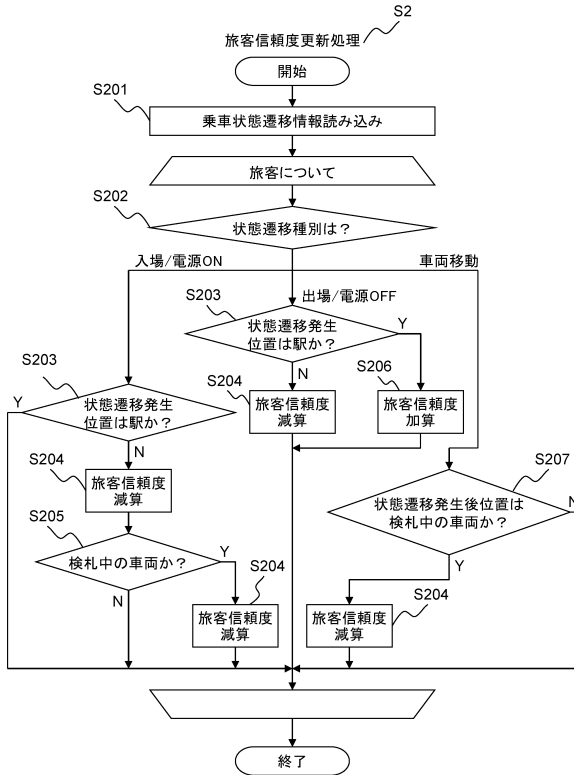 S2
旅客信頼度更新処理
開始
S201
乗車状態遷移情報読み込み
旅客について
S202
状態遷移種別は？
入場/電源ON
車両移動
出場/電源OFF
S203
状態遷移発生
位置は駅か？
Y
N
S203
状態遷移発生
位置は駅か？
Y
N
S204
旅客信頼度
減算
S206
旅客信頼度
加算
S204
旅客信頼度
減算
S207
状態遷移発生後位置は
検札中の車両か？
N
Y
S205
検札中の車両か？
Y
N
S204
旅客信頼度
減算
S204
旅客信頼度
減算
終了